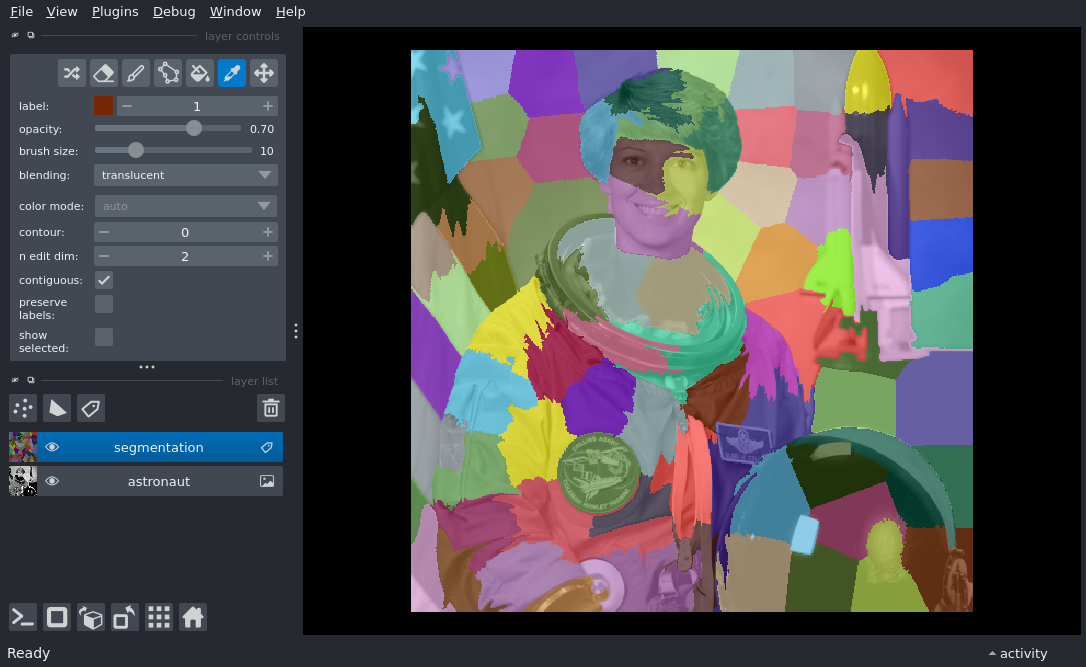 File View Plugins Debug Window Help
layer controls
label: 1
opacity: 0.70
brush size: 10
blending: translucent
color mode: auto
contour: 0
n edit dim: 2
contiguous:
preserve
labels:
show
selected:
layer list
segmentation
astronaut
Ready
activity